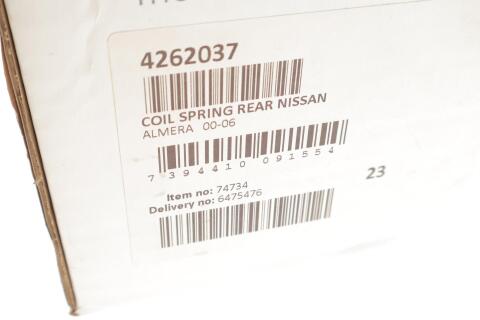 4262037
COIL SPRING REAR NISSAN
ALMERA 00-06
7 394410 091554
Item no: 74734
Delivery no: 6475476
23